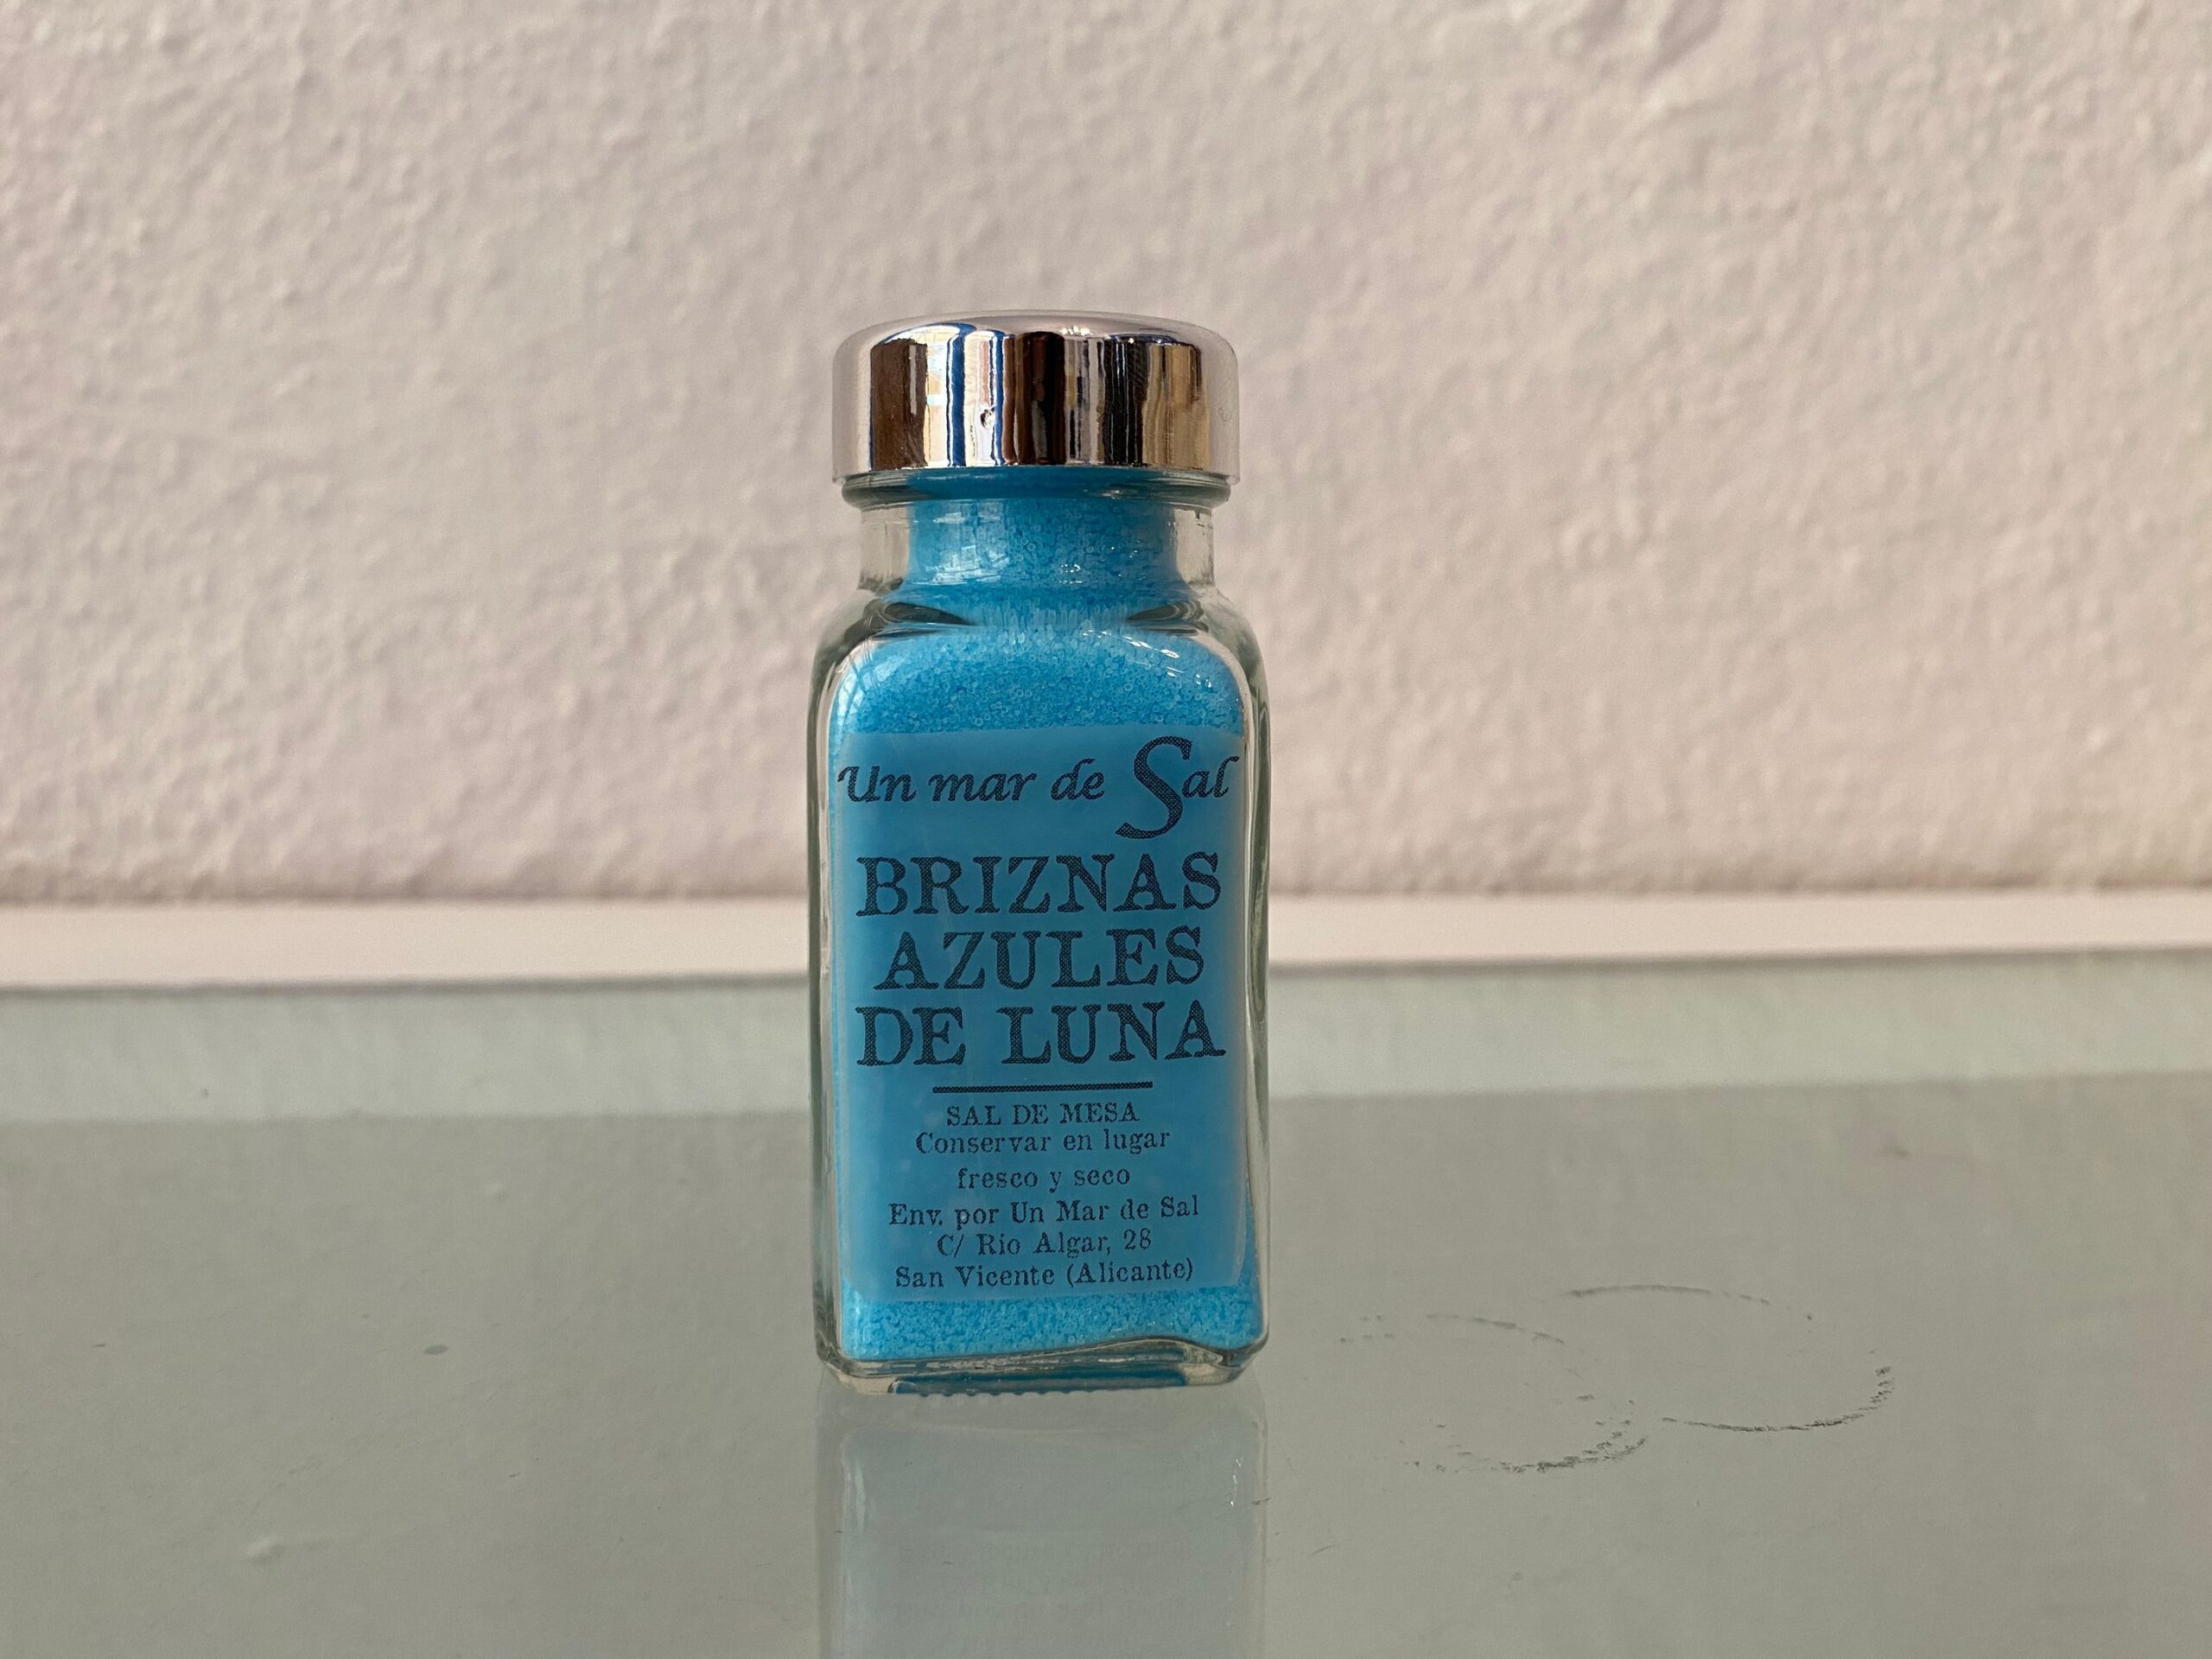 Un mar de Sal
BRIZNAS
AZULES
DE LUNA
SAL DE MESA
Conservar en lugar
fresco y seco
Env. por Un Mar de Sal
C/ Río Algar, 28
San Vicente (Alicante)